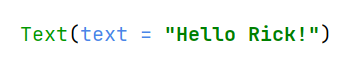 Text(text = "Hello Rick!")